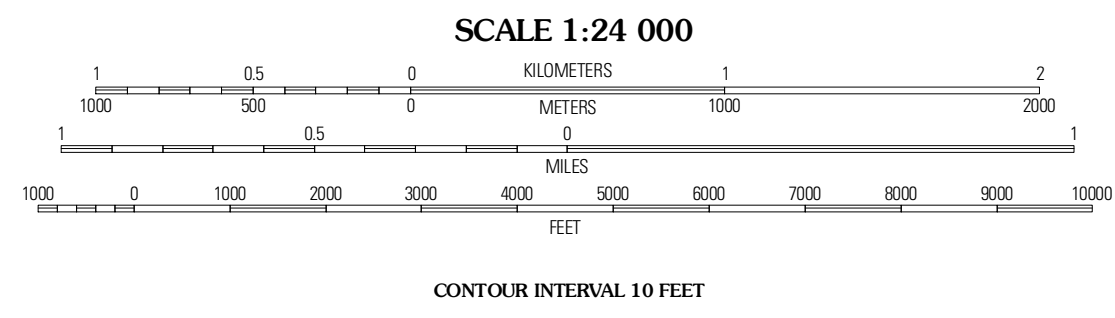 SCALE 1:24 000
1 0.5 0 KILOMETERS 1 2
1000 500 0 METERS 1000 2000
1 0.5 0 1
MILES
1000 0 1000 2000 3000 4000 5000 6000 7000 8000 9000 10000
FEET
CONTOUR INTERVAL 10 FEET